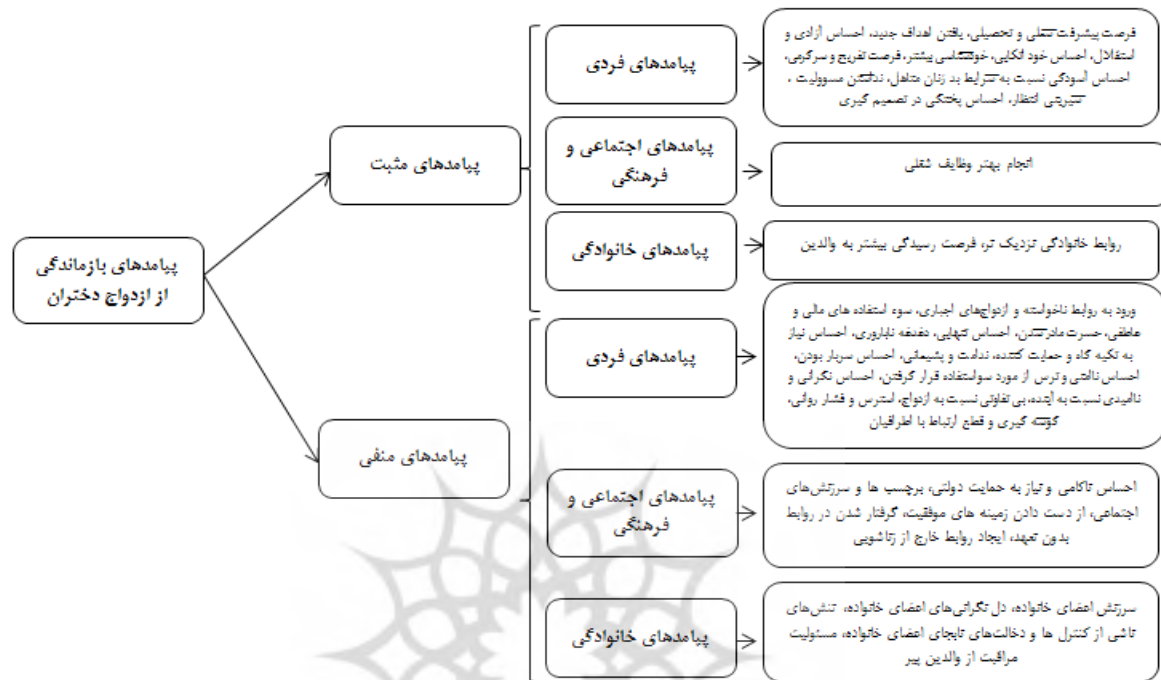 پیامدهای بازماندگی
از ازدواج دختران
پیامدهای مثبت
پیامدهای فردی
فرصت پیشرفت شغلی و تحصیلی، یافتن اهداف جدید، احساس آزادی و
استقلال، احساس خود اتکایی، خودشناسی بیشتر، فرصت تفریح و سرگرمی،
احساس آسودگی نسبت به شرایط بد زنان متاهل، نداشتن مسوولیت ،
شیرینی انتظار، احساس پختگی در تصمیم گیری
پیامدهای اجتماعی و
فرهنگی
انجام بهتر وظایف شغلی
پیامدهای خانوادگی
روابط خانوادگی نزدیک تر، فرصت رسیدگی بیشتر به والدین
پیامدهای منفی
پیامدهای فردی
ورود به روابط ناخواسته و ازدواج‌های اجباری، سوء استفاده های مالی و
عاطفی، حسرت مادرشدن، احساس تنهایی، دغدغه ناباروری، احساس نیاز
به تکیه گاه و حمایت کننده، ندامت و پشیمانی، احساس سربار بودن،
احساس ناامنی و ترس از مورد سواستفاده قرار گرفتن، احساس نگرانی و
ناامیدی نسبت به آینده، بی تفاوتی نسبت به ازدواج، استرس و فشار روانی،
گوشه گیری و قطع ارتباط با اطرافیان
پیامدهای اجتماعی و
فرهنگی
احساس ناکامی و نیاز به حمایت دولتی، برچسب ها و سرزنش‌های
اجتماعی، از دست دادن زمینه های موفقیت، گرفتار شدن در روابط
بدون تعهد، ایجاد روابط خارج از زناشویی
پیامدهای خانوادگی
سرزنش اعضای خانواده، دل نگرانی‌های اعضای خانواده، تنش‌های
ناشی از کنترل ها و دخالت‌های نابجای اعضای خانواده، مسئولیت
مراقبت از والدین پیر